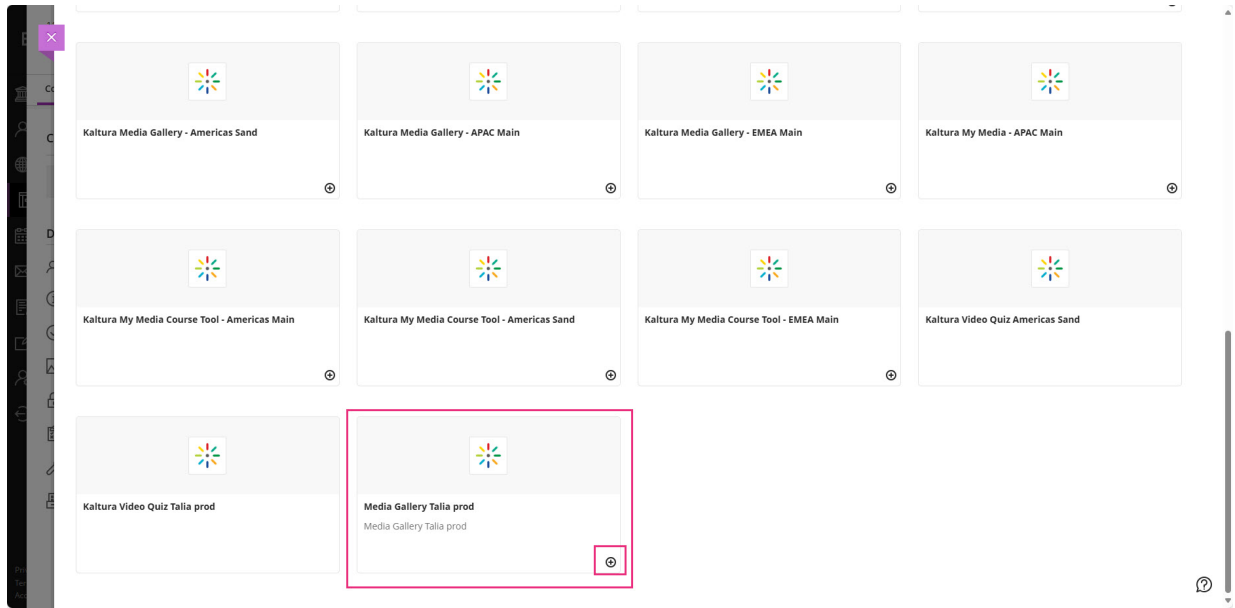 Co
C
Kaltura Media Gallery - Americas Sand
Kaltura Media Gallery - APAC Main
Kaltura Media Gallery - EMEA Main
Kaltura My Media - APAC Main
D
Kaltura My Media Course Tool - Americas Main
Kaltura My Media Course Tool - Americas Sand
Kaltura My Media Course Tool - EMEA Main
Kaltura Video Quiz Americas Sand
Kaltura Video Quiz Talia prod
Media Gallery Talia prod
Media Gallery Talia prod